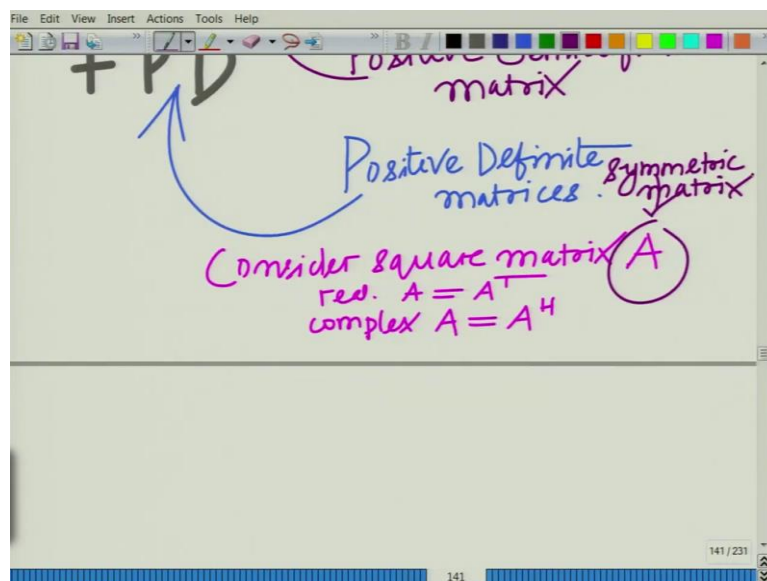 File Edit View Insert Actions Tools Help
B I
+ PD
matrix
Positive Definite
matrices.
symmetric
matrix
Consider square matrix A
real. A = A^T
complex A = A^H
141 / 231
141